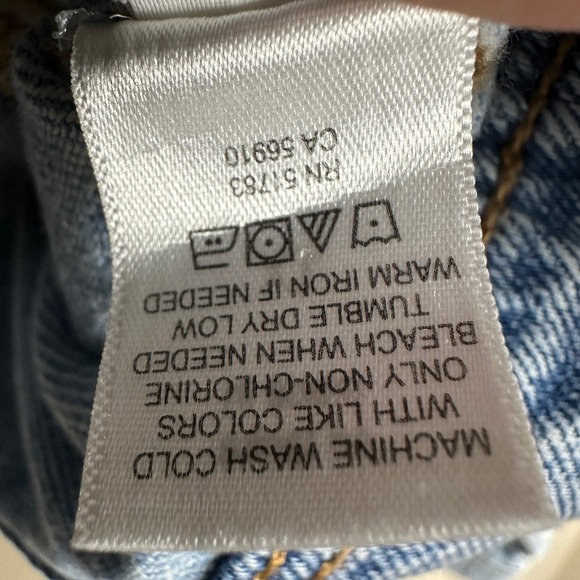 MACHINE WASH COLD
WITH LIKE COLORS
ONLY NON-CHLORINE
BLEACH WHEN NEEDED
TUMBLE DRY LOW
WARM IRON IF NEEDED
RN 51783
CA 56910